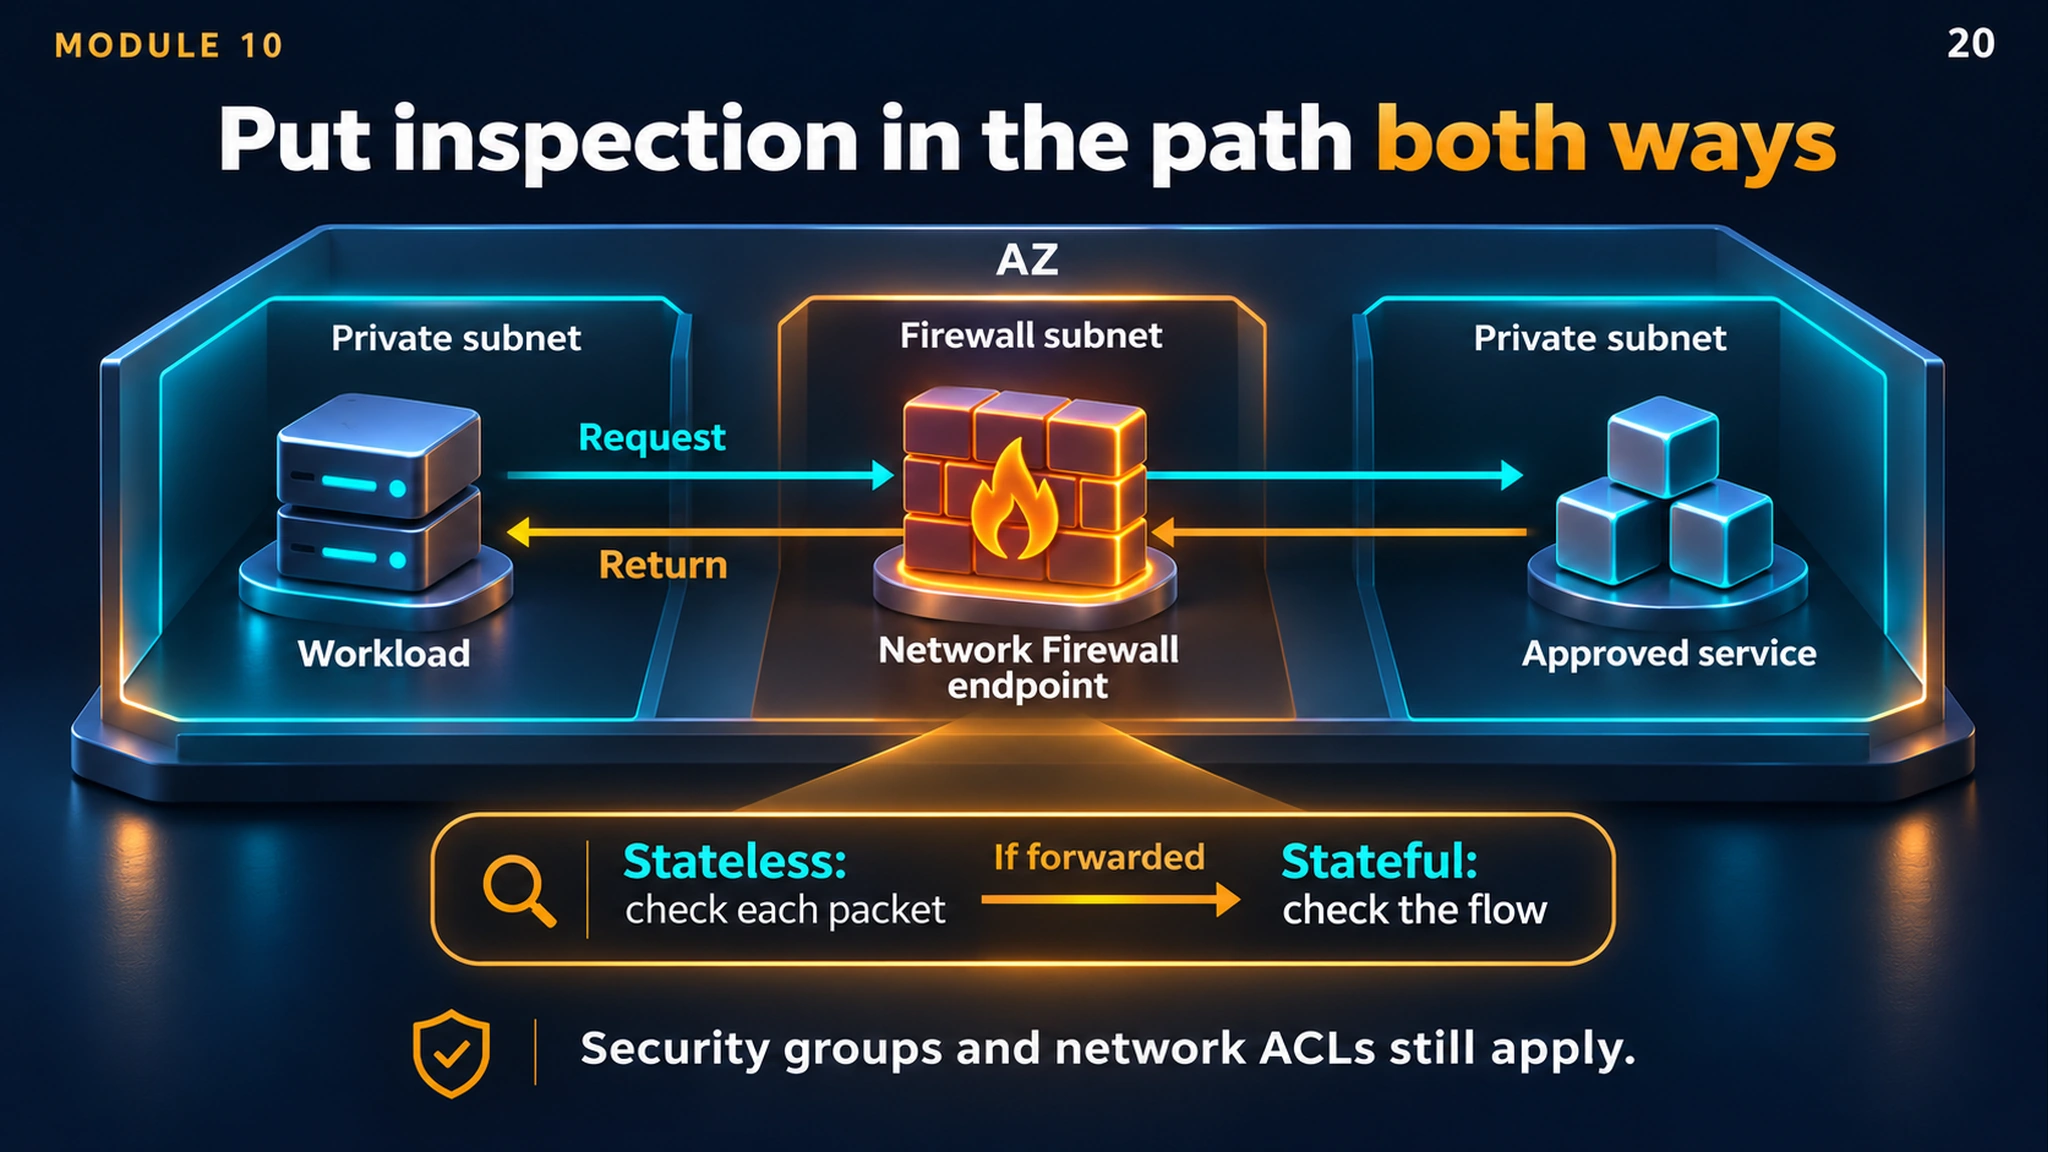 MODULE 10
20
Put inspection in the path both ways
AZ
Private subnet
Firewall subnet
Private subnet
Request
Return
Workload
Network Firewall
endpoint
Approved service
Stateless:
check each packet
If forwarded
Stateful:
check the flow
Security groups and network ACLs still apply.